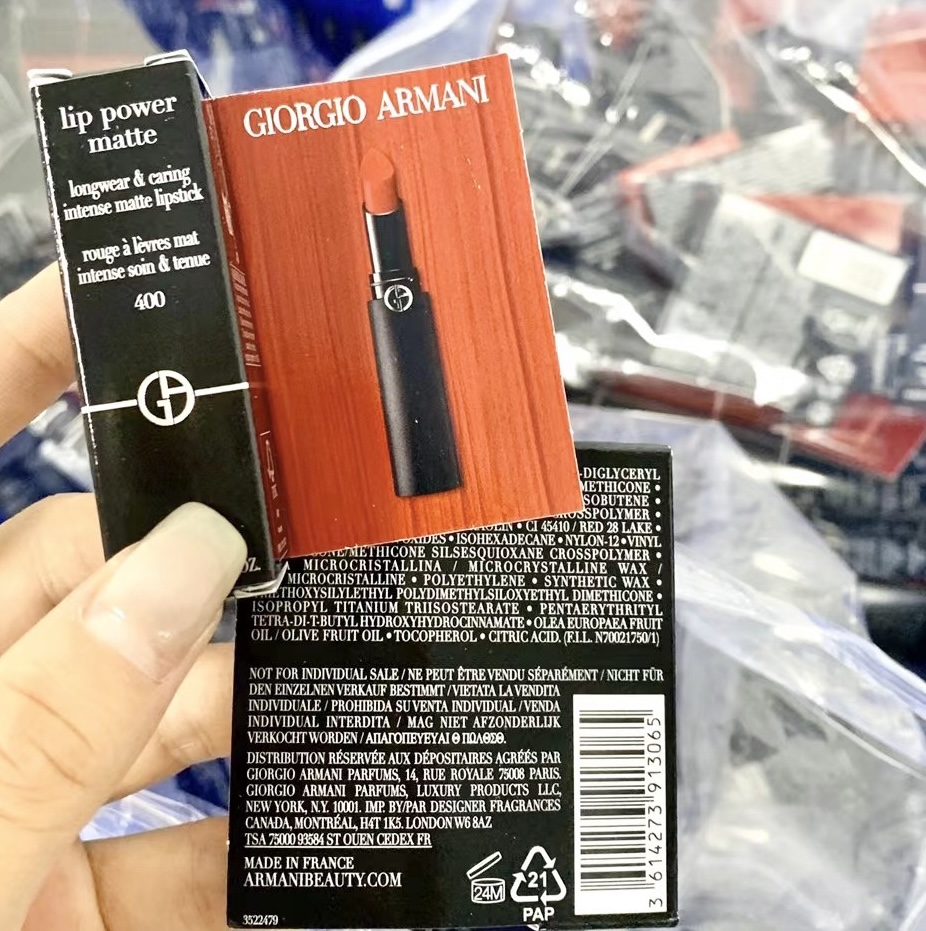 lip power
matte
longwear & caring
intense matte lipstick
rouge à lèvres mat
intense soin & tenue
400
OZ.
GIORGIO ARMANI
-DIGLYCERYL
METHICONE •
CROSSPOLYMER •
• CI 45410 / RED 28 LAKE •
• ISOHEXADECANE • NYLON-12 • VINYL
/METHICONE SILSESQUIOXANE CROSSPOLYMER •
MICROCRISTALLINA / MICROCRYSTALLINE WAX /
MICROCRISTALLINE • POLYETHYLENE • SYNTHETIC WAX •
POLYDIMETHYLSILOXYETHYL DIMETHICONE •
ISOPROPYL TITANIUM TRIISOSTEARATE • PENTAERYTHRITYL
TETRA-DI-T-BUTYL HYDROXYHYDROCINNAMATE • OLEA EUROPAEA FRUIT
OIL / OLIVE FRUIT OIL • TOCOPHEROL • CITRIC ACID. (F.I.L. N70021750/1)
NOT FOR INDIVIDUAL SALE / NE PEUT ÊTRE VENDU SÉPARÉMENT / NICHT FÜR
DEN EINZELNEN VERKAUF BESTIMMT / VIETATA LA VENDITA
INDIVIDUALE / PROHIBIDA SU VENTA INDIVIDUAL / VENDA
INDIVIDUAL INTERDITA / MAG NIET AFZONDERLIJK
VERKOCHT WORDEN /
DISTRIBUTION RÉSERVÉE AUX DÉPOSITAIRES AGRÉÉS PAR
GIORGIO ARMANI PARFUMS, 14, RUE ROYALE 75008 PARIS.
GIORGIO ARMANI PARFUMS, LUXURY PRODUCTS LLC,
NEW YORK, N.Y. 10001. IMP. BY/PAR DESIGNER FRAGRANCES
CANADA, MONTRÉAL, H4T 1K5. LONDON W6 8AZ
TSA 75000 93584 ST OUEN CEDEX FR
MADE IN FRANCE
ARMANIBEAUTY.COM
24M
21
PAP
3 614273 913065
3522479